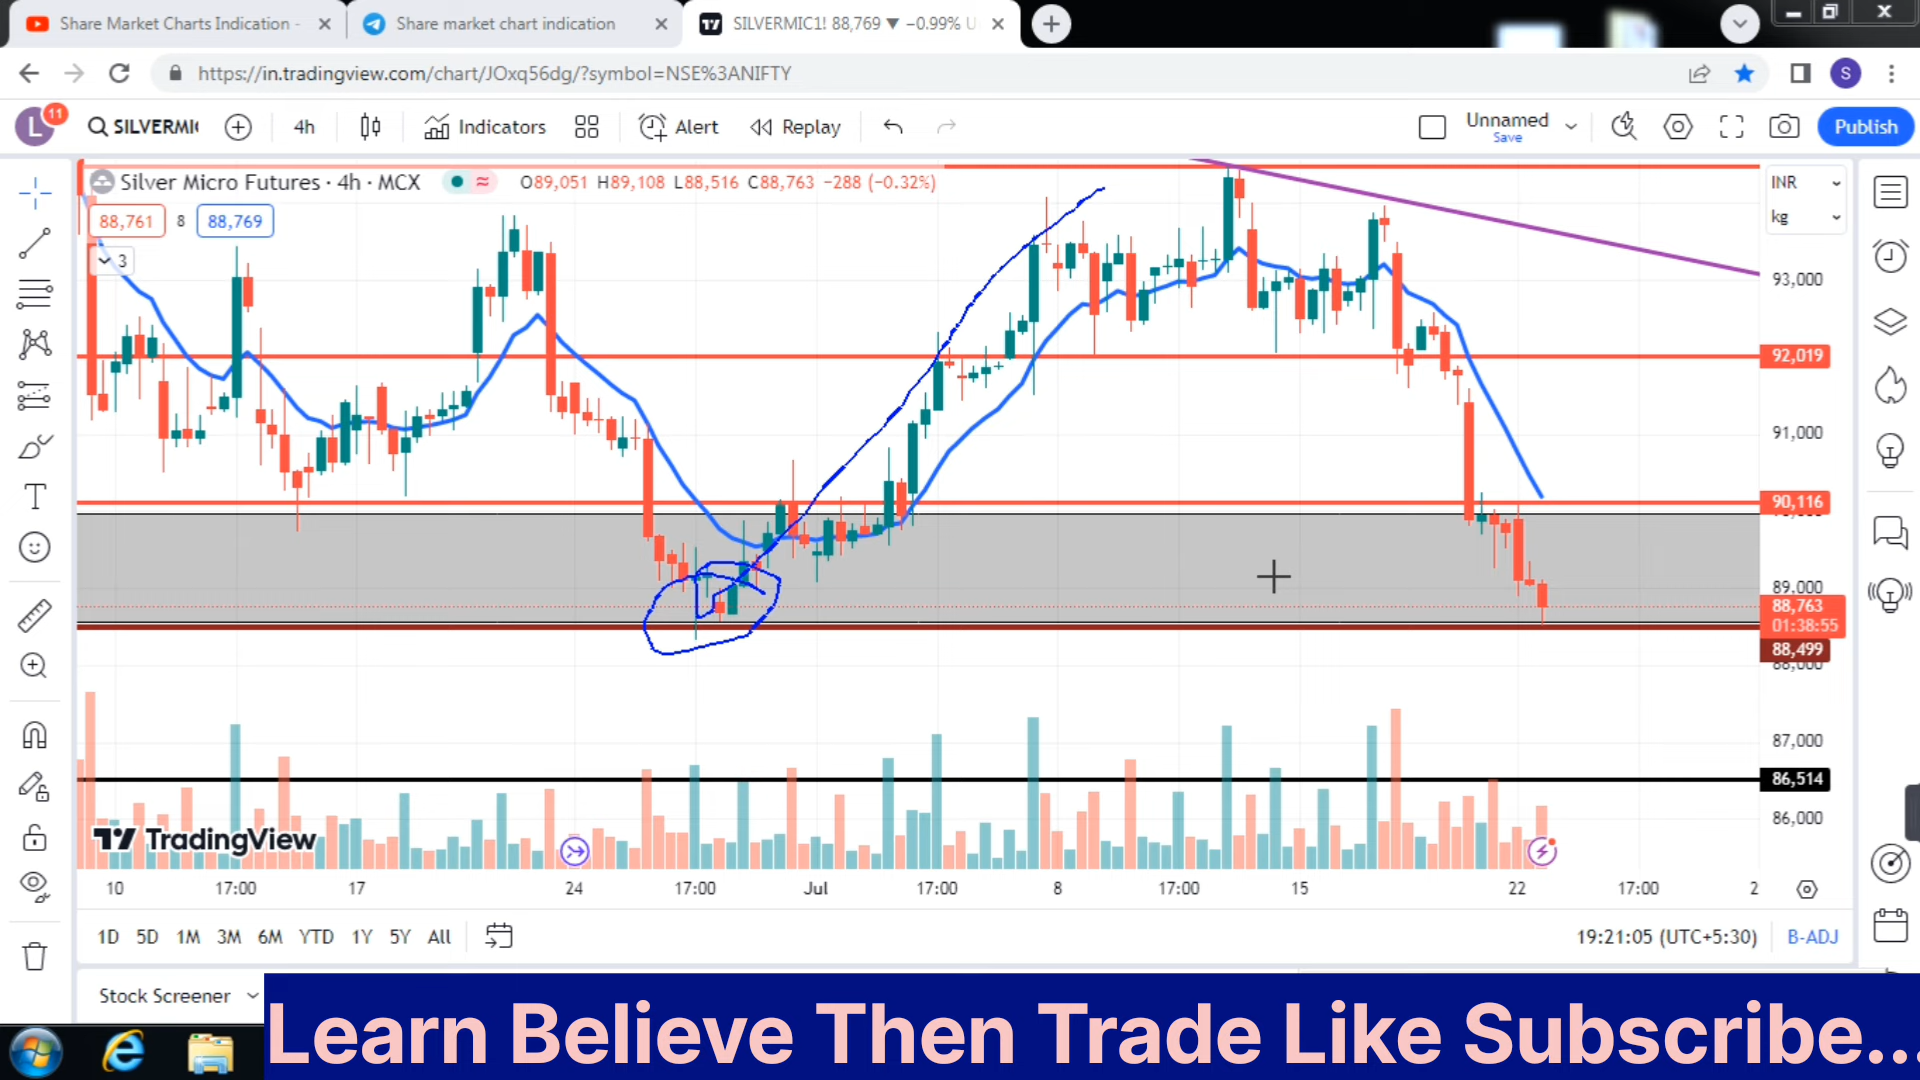 Share Market Charts Indication -
Share market chart indication
SILVERMIC1! 88,769 ▼ −0.99% U
https://in.tradingview.com/chart/JOxq56dg/?symbol=NSE%3ANIFTY
S
L
11
SILVERMIC
4h
Indicators
Alert
Replay
Unnamed
Save
Publish
Silver Micro Futures · 4h · MCX
O89,051 H89,108 L88,516 C88,763 −288 (−0.32%)
INR
kg
88,761
8
88,769
3
93,000
92,019
91,000
90,116
89,000
88,763
01:38:55
88,499
88,000
87,000
86,514
86,000
TradingView
10
17:00
17
24
17:00
Jul
17:00
8
17:00
15
22
17:00
2
1D 5D 1M 3M 6M YTD 1Y 5Y All
19:21:05 (UTC+5:30)
B-ADJ
Stock Screener
Learn Believe Then Trade Like Subscribe...